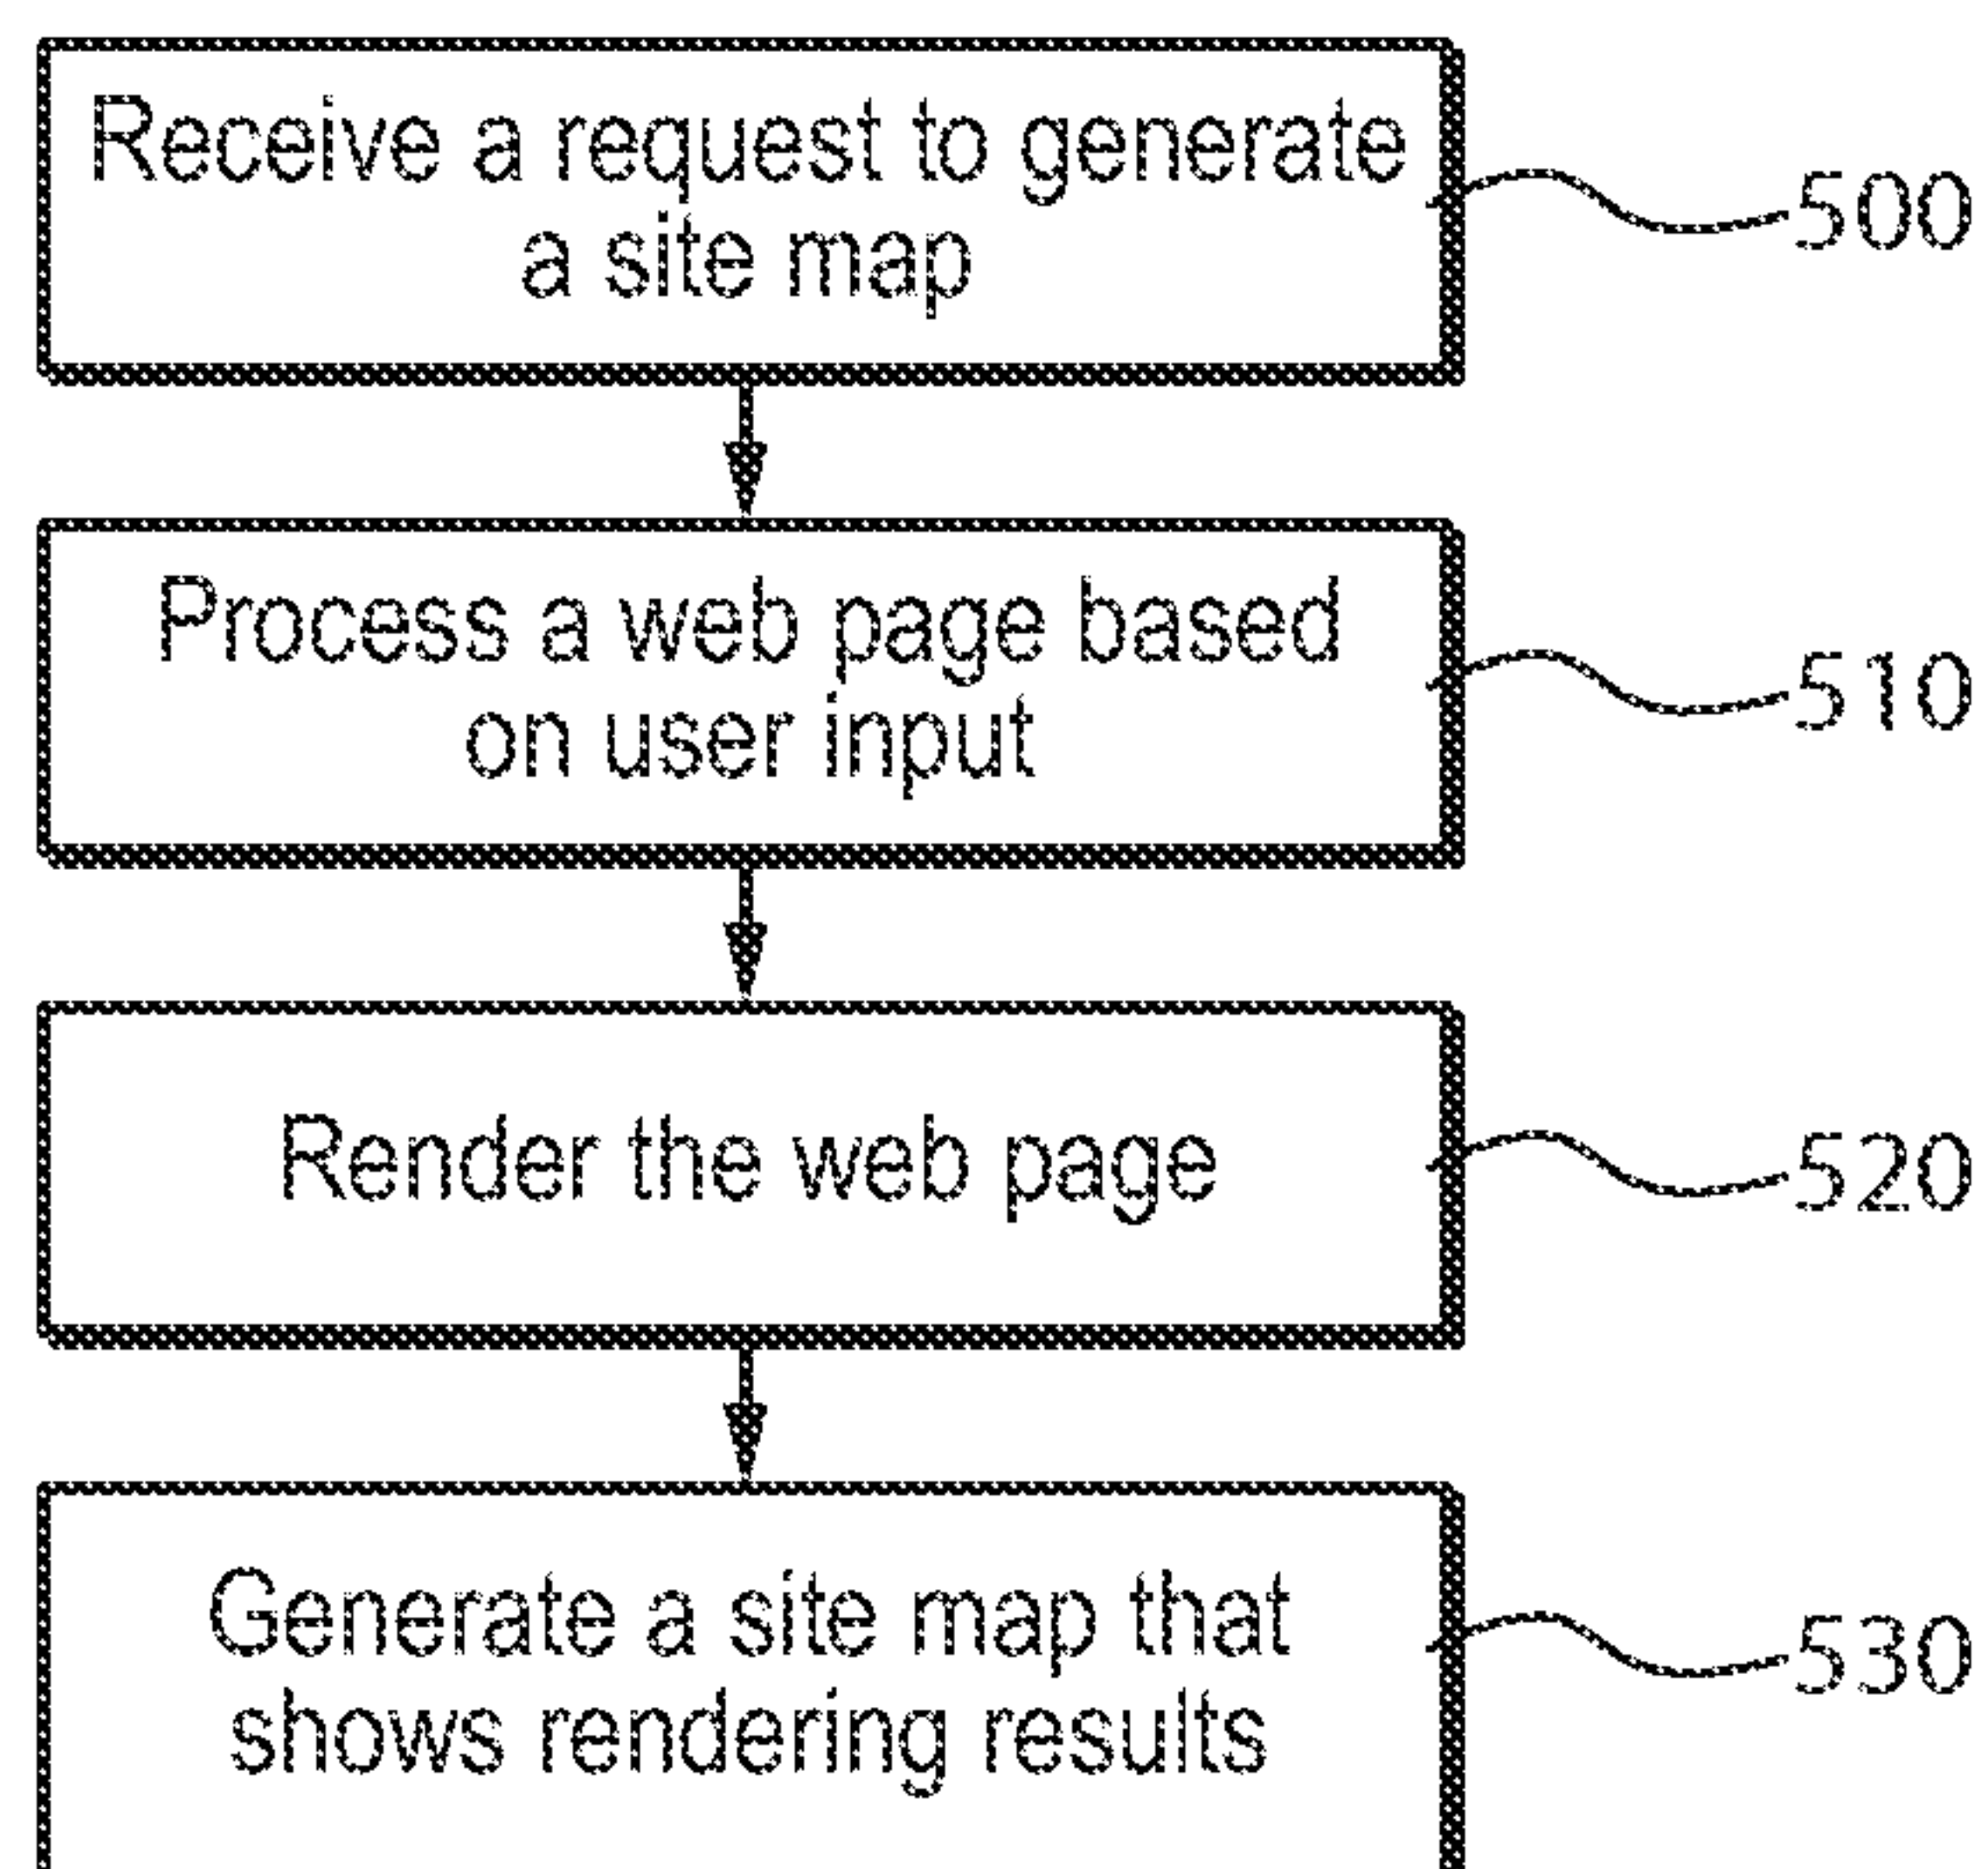 Receive a request to generate
a site map
500
Process a web page based
on user input
510
Render the web page
520
Generate a site map that
shows rendering results
530